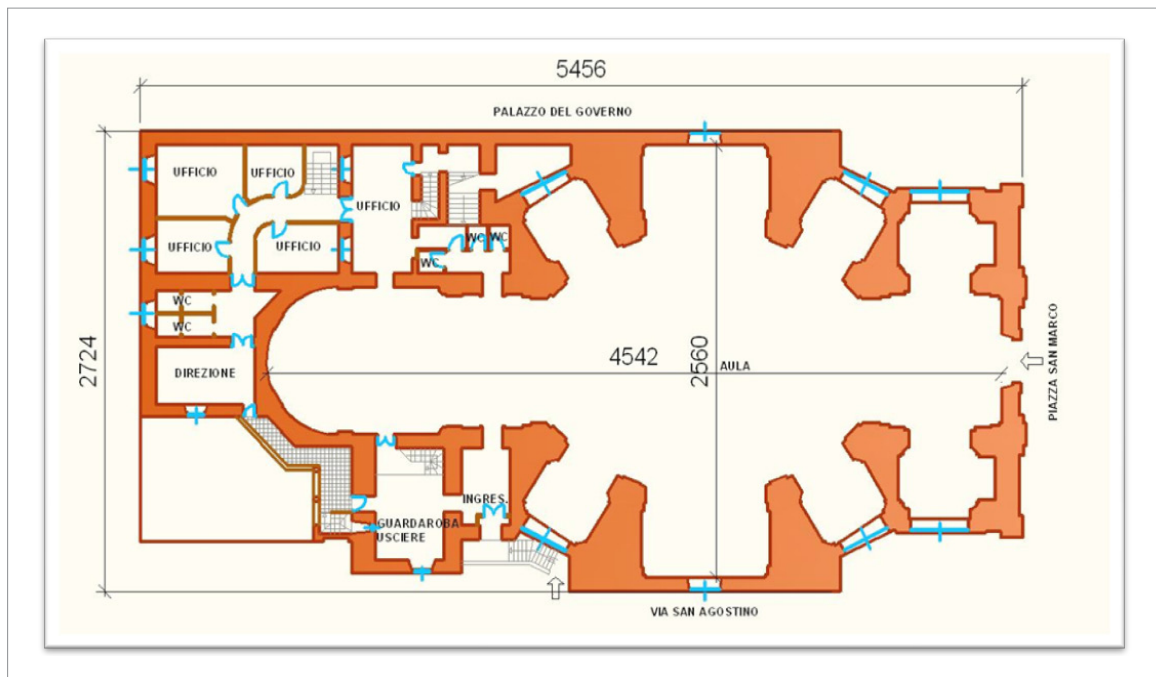 5456
PALAZZO DEL GOVERNO
UFFICIO
UFFICIO
UFFICIO
UFFICIO
UFFICIO
WC
WC
WC
WC
WC
DIREZIONE
2724
4542
2560
AULA
PIAZZA SAN MARCO
INGRES.
GUARDAROBA
USCIERE
VIA SAN AGOSTINO